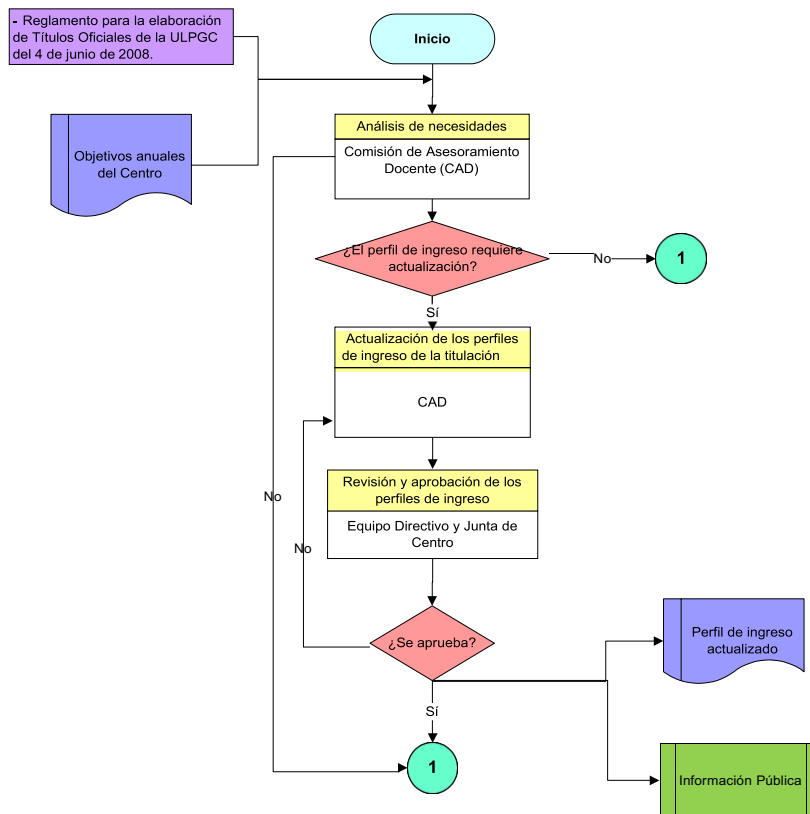 - Reglamento para la elaboración
de Títulos Oficiales de la ULPGC
del 4 de junio de 2008.
Inicio
Objetivos anuales
del Centro
Análisis de necesidades
Comisión de Asesoramiento
Docente (CAD)
¿El perfil de ingreso requiere
actualización?
No
1
Sí
Actualización de los perfiles
de ingreso de la titulación
CAD
Revisión y aprobación de los
perfiles de ingreso
Equipo Directivo y Junta de
Centro
No
No
¿Se aprueba?
Perfil de ingreso
actualizado
Sí
1
Información Pública